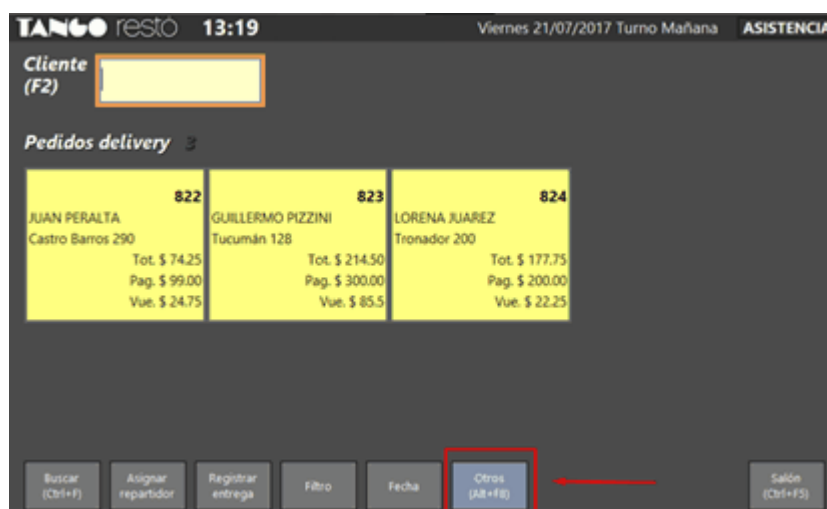 TANGO restó 13:19 Viernes 21/07/2017 Turno Mañana ASISTENCIA
Cliente
(F2)
Pedidos delivery 3
822
JUAN PERALTA
Castro Barros 290
Tot. $ 74.25
Pag. $ 99.00
Vue. $ 24.75
823
GUILLERMO PIZZINI
Tucumán 128
Tot. $ 214.50
Pag. $ 300.00
Vue. $ 85.5
824
LORENA JUAREZ
Tronador 200
Tot. $ 177.75
Pag. $ 200.00
Vue. $ 22.25
Buscar
(Ctrl+F)
Asignar
repartidor
Registrar
entrega
Filtro
Fecha
Otros
(Alt+F8)
Salón
(Ctrl+F5)